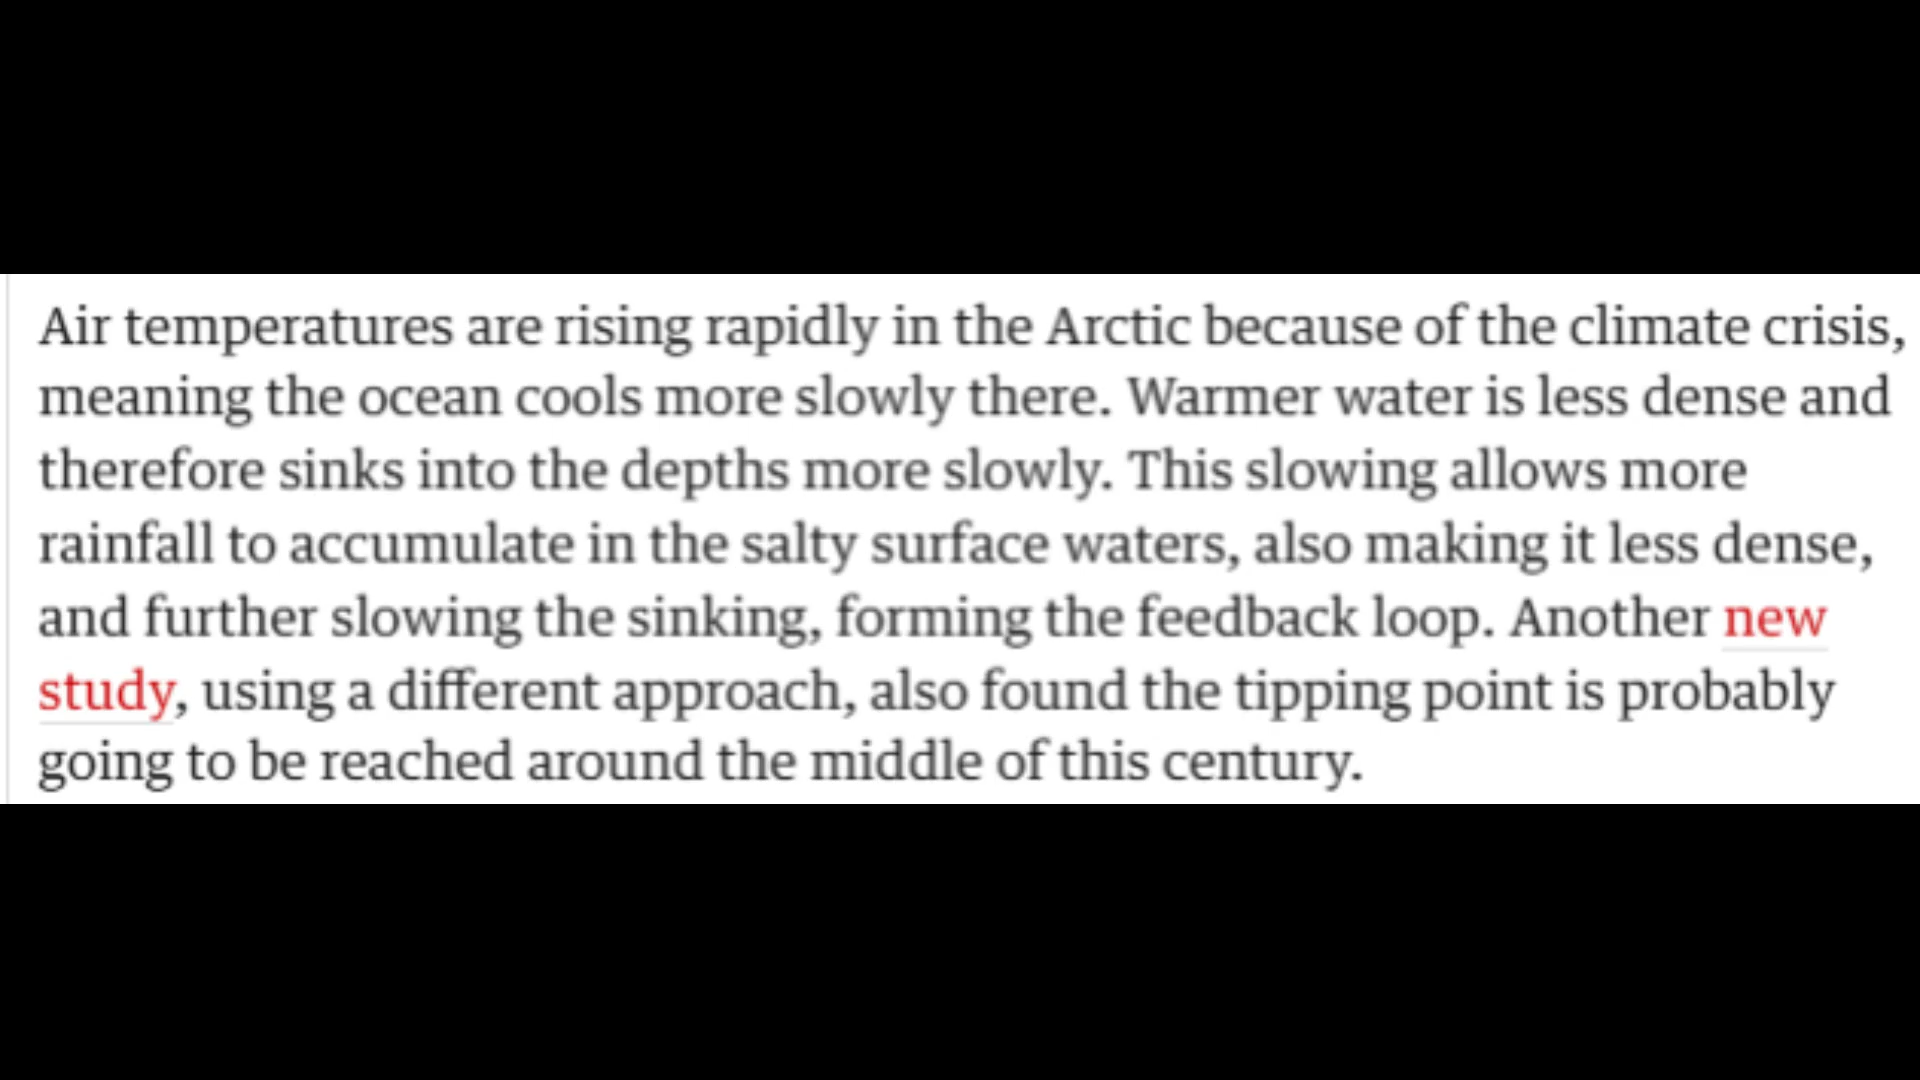 Air temperatures are rising rapidly in the Arctic because of the climate crisis,
meaning the ocean cools more slowly there. Warmer water is less dense and
therefore sinks into the depths more slowly. This slowing allows more
rainfall to accumulate in the salty surface waters, also making it less dense,
and further slowing the sinking, forming the feedback loop. Another new
study, using a different approach, also found the tipping point is probably
going to be reached around the middle of this century.